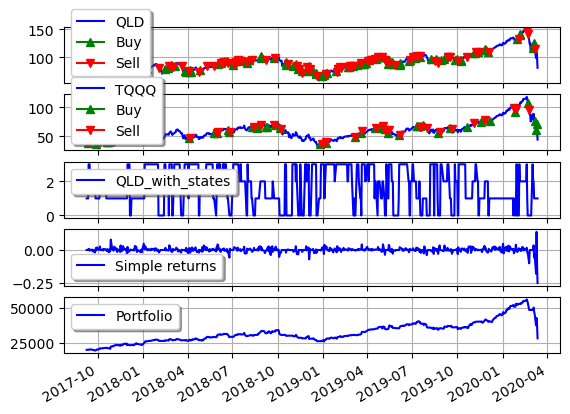 150
100
QLD
Buy
Sell
100
50
TQQQ
Buy
Sell
2
0
QLD_with_states
0.00
−0.25
Simple returns
50000
25000
Portfolio
2017-10 2018-01 2018-04 2018-07 2018-10 2019-01 2019-04 2019-07 2019-10 2020-01 2020-04